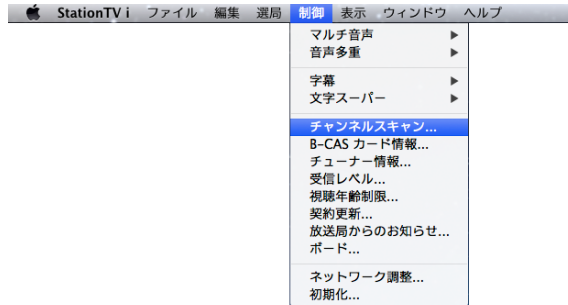 StationTV i ファイル 編集 選局 制御 表示 ウィンドウ ヘルプ
マルチ音声
音声多重
字幕
文字スーパー
チャンネルスキャン...
B-CAS カード情報...
チューナー情報...
受信レベル...
視聴年齢制限...
契約更新...
放送局からのお知らせ...
ボード...
ネットワーク調整...
初期化...